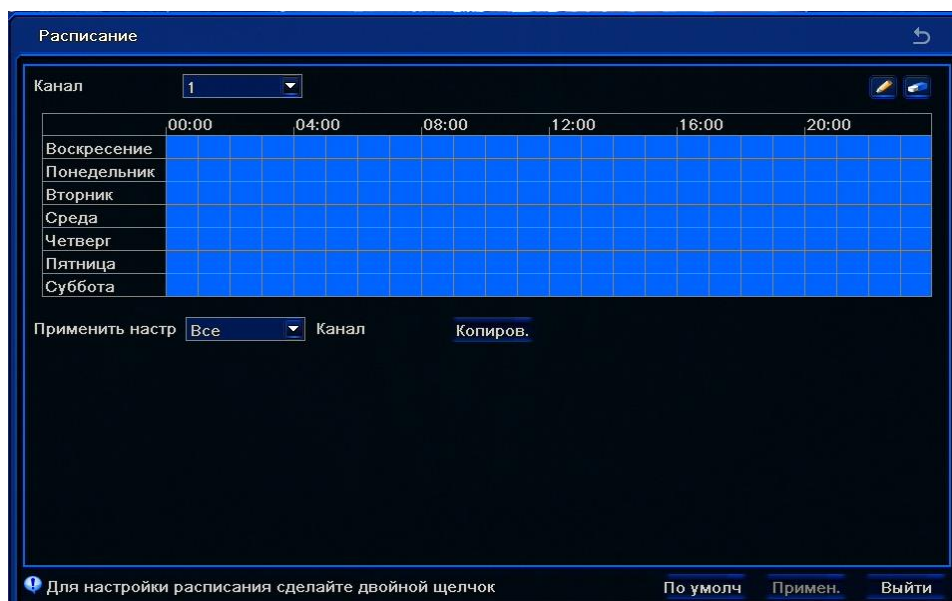 Расписание
Канал 1
00:00 04:00 08:00 12:00 16:00 20:00
Воскресение
Понедельник
Вторник
Среда
Четверг
Пятница
Суббота
Применить настр Все Канал Копиров.
Для настройки расписания сделайте двойной щелчок По умолч Примен. Выйти